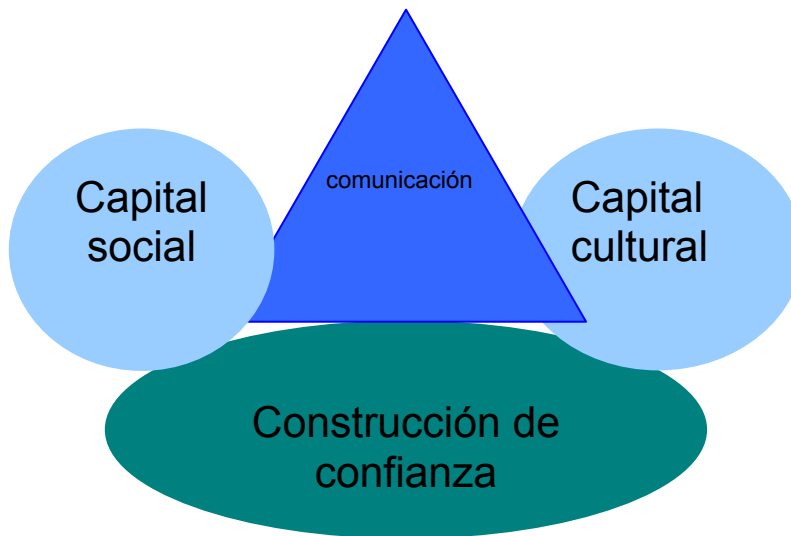 comunicación
Capital
social
Capital
cultural
Construcción de
confianza